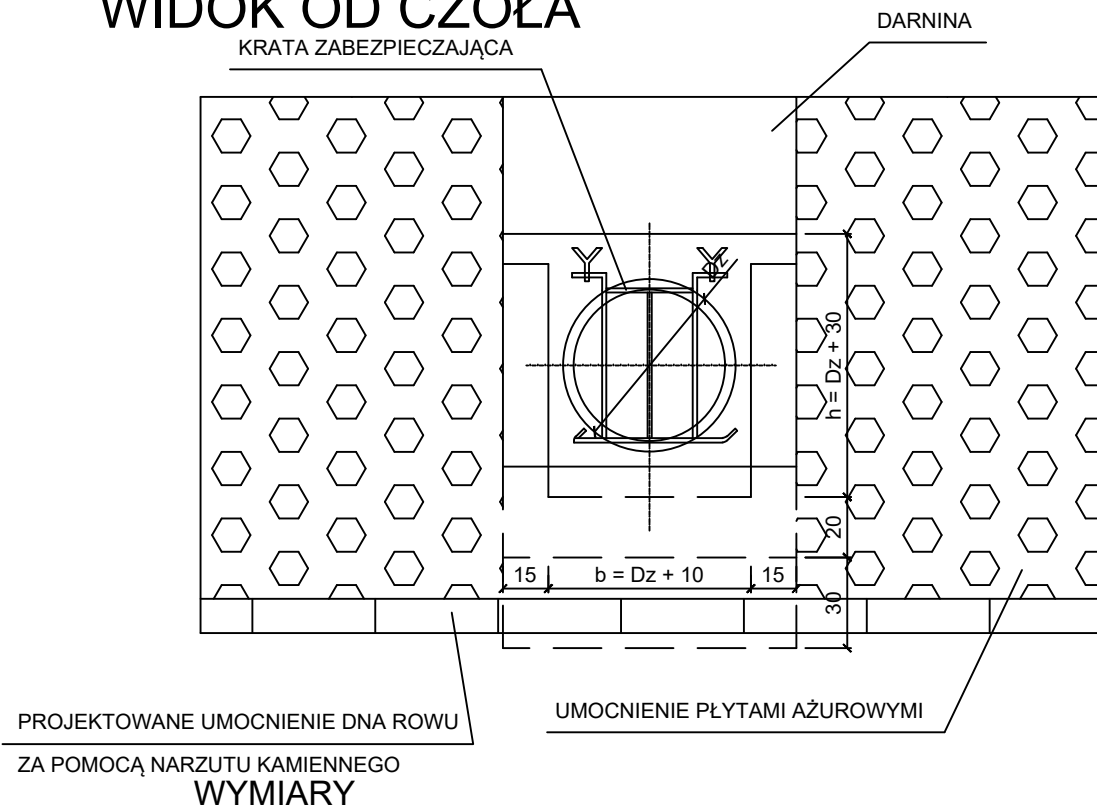 WIDOK OD CZOŁA
KRATA ZABEZPIECZAJĄCA
DARNINA
Dz
h = Dz + 30
20
15
b = Dz + 10
15
30
PROJEKTOWANE UMOCNIENIE DNA ROWU
ZA POMOCĄ NARZUTU KAMIENNEGO
UMOCNIENIE PŁYTAMI AŻUROWYMI
WYMIARY